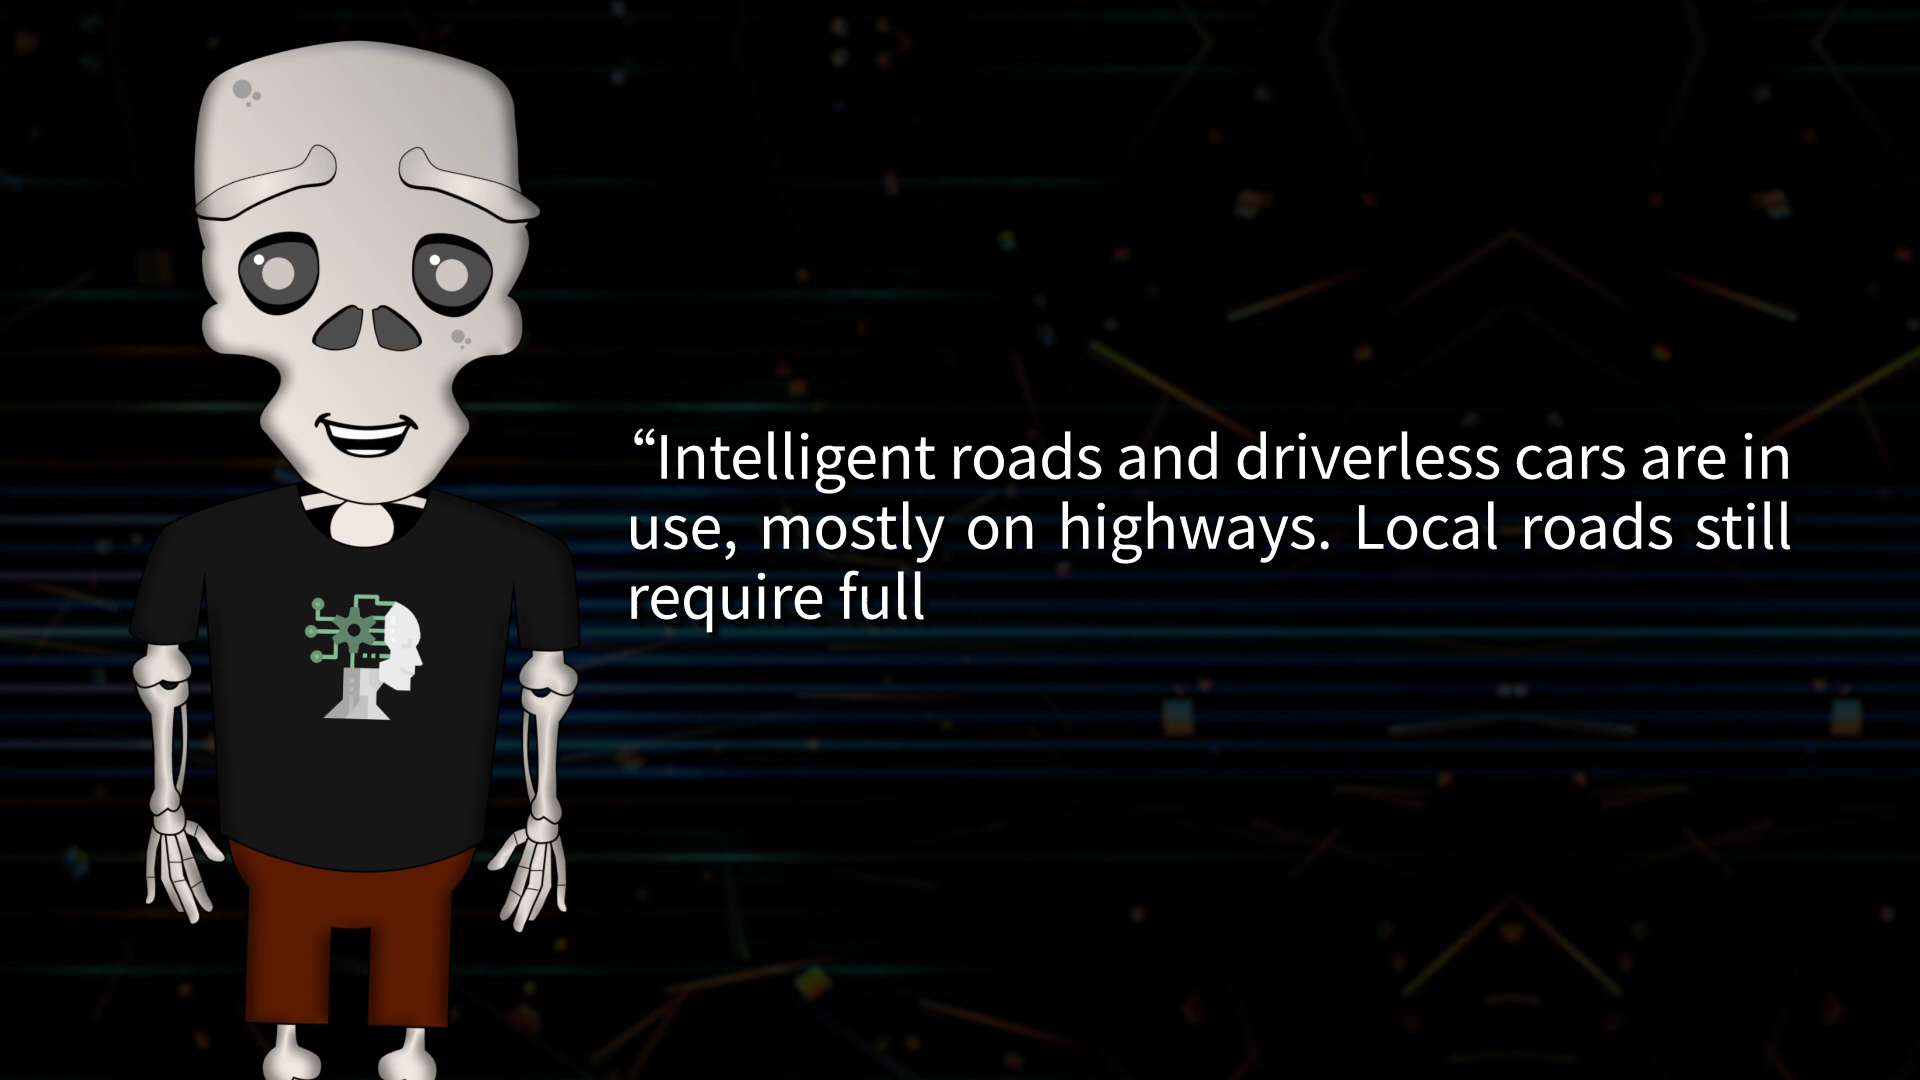 “Intelligent roads and driverless cars are in
use, mostly on highways. Local roads still
require full